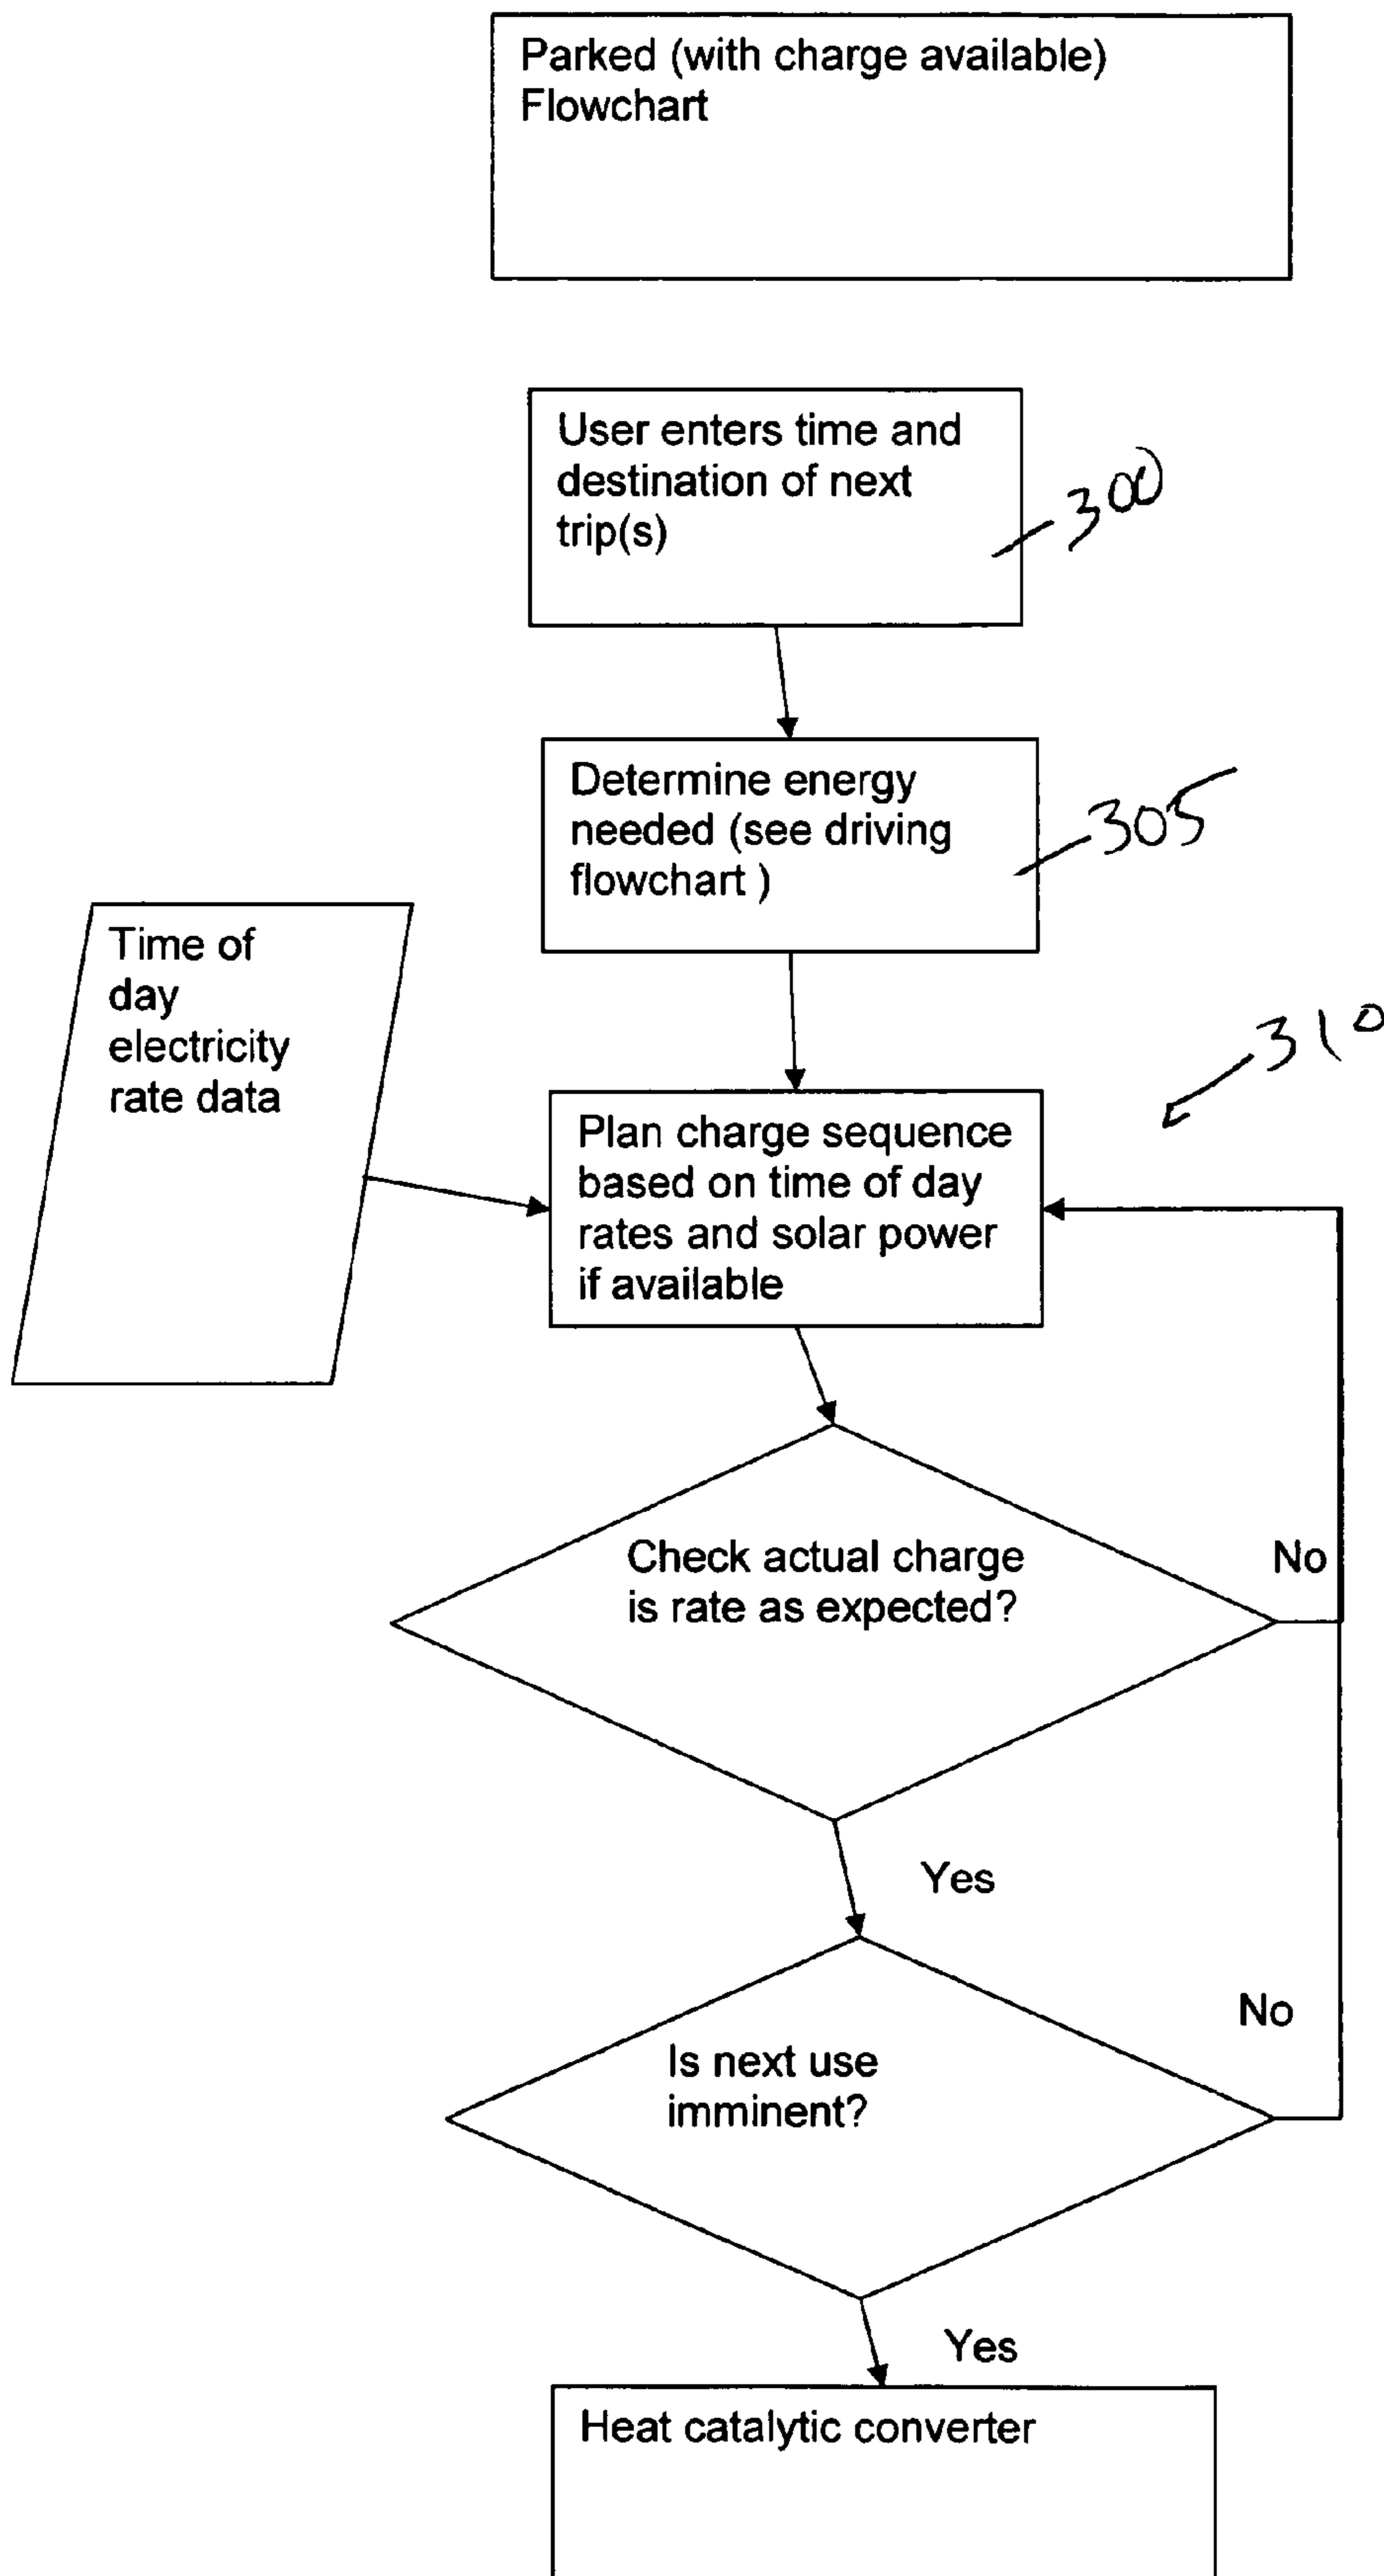 Parked (with charge available)
Flowchart
User enters time and
destination of next
trip(s)
300
Determine energy
needed (see driving
flowchart )
305
Time of
day
electricity
rate data
310
Plan charge sequence
based on time of day
rates and solar power
if available
Check actual charge
is rate as expected?
No
Yes
No
Is next use
imminent?
Yes
Heat catalytic converter